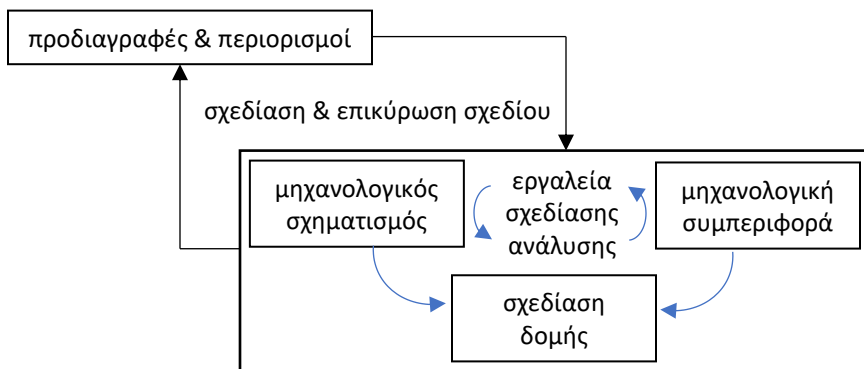 προδιαγραφές & περιορισμοί
σχεδίαση & επικύρωση σχεδίου
μηχανολογικός
σχηματισμός
εργαλεία
σχεδίασης
ανάλυσης
μηχανολογική
συμπεριφορά
σχεδίαση
δομής